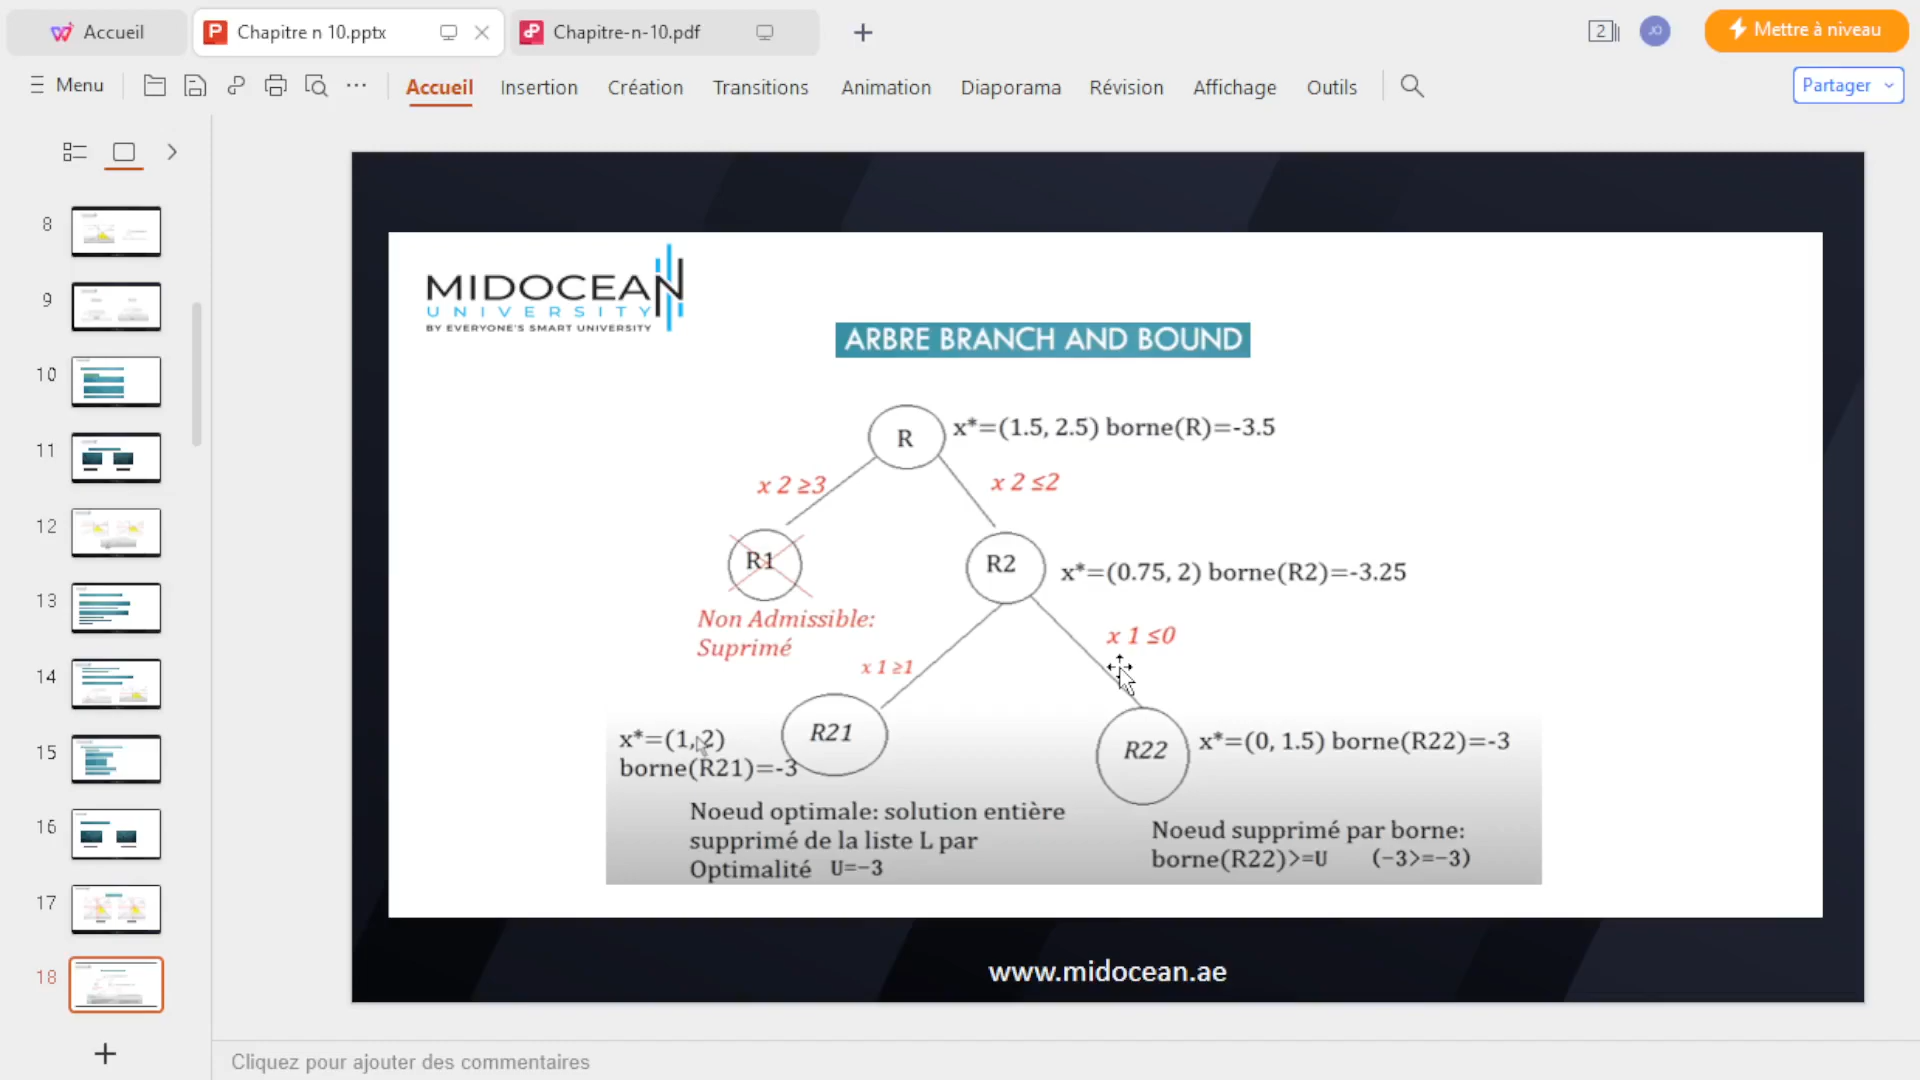 Accueil
Chapitre n 10.pptx
Chapitre-n-10.pdf
2
JO
Mettre à niveau
Menu
Accueil
Insertion
Création
Transitions
Animation
Diaporama
Révision
Affichage
Outils
Partager
8
9
10
11
12
13
14
15
16
17
18
MIDOCEAN
UNIVERSITY
BY EVERYONE'S SMART UNIVERSITY
ARBRE BRANCH AND BOUND
R
x*=(1.5, 2.5) borne(R)=-3.5
x 2 ≥3
x 2 ≤2
R1
R2
x*=(0.75, 2) borne(R2)=-3.25
Non Admissible:
Suprimé
x 1 ≤0
x 1 ≥1
R21
x*=(1, 2)
borne(R21)=-3
R22
x*=(0, 1.5) borne(R22)=-3
Noeud optimale: solution entière
supprimé de la liste L par
Optimalité U=-3
Noeud supprimé par borne:
borne(R22)>=U (-3>=-3)
www.midocean.ae
Cliquez pour ajouter des commentaires